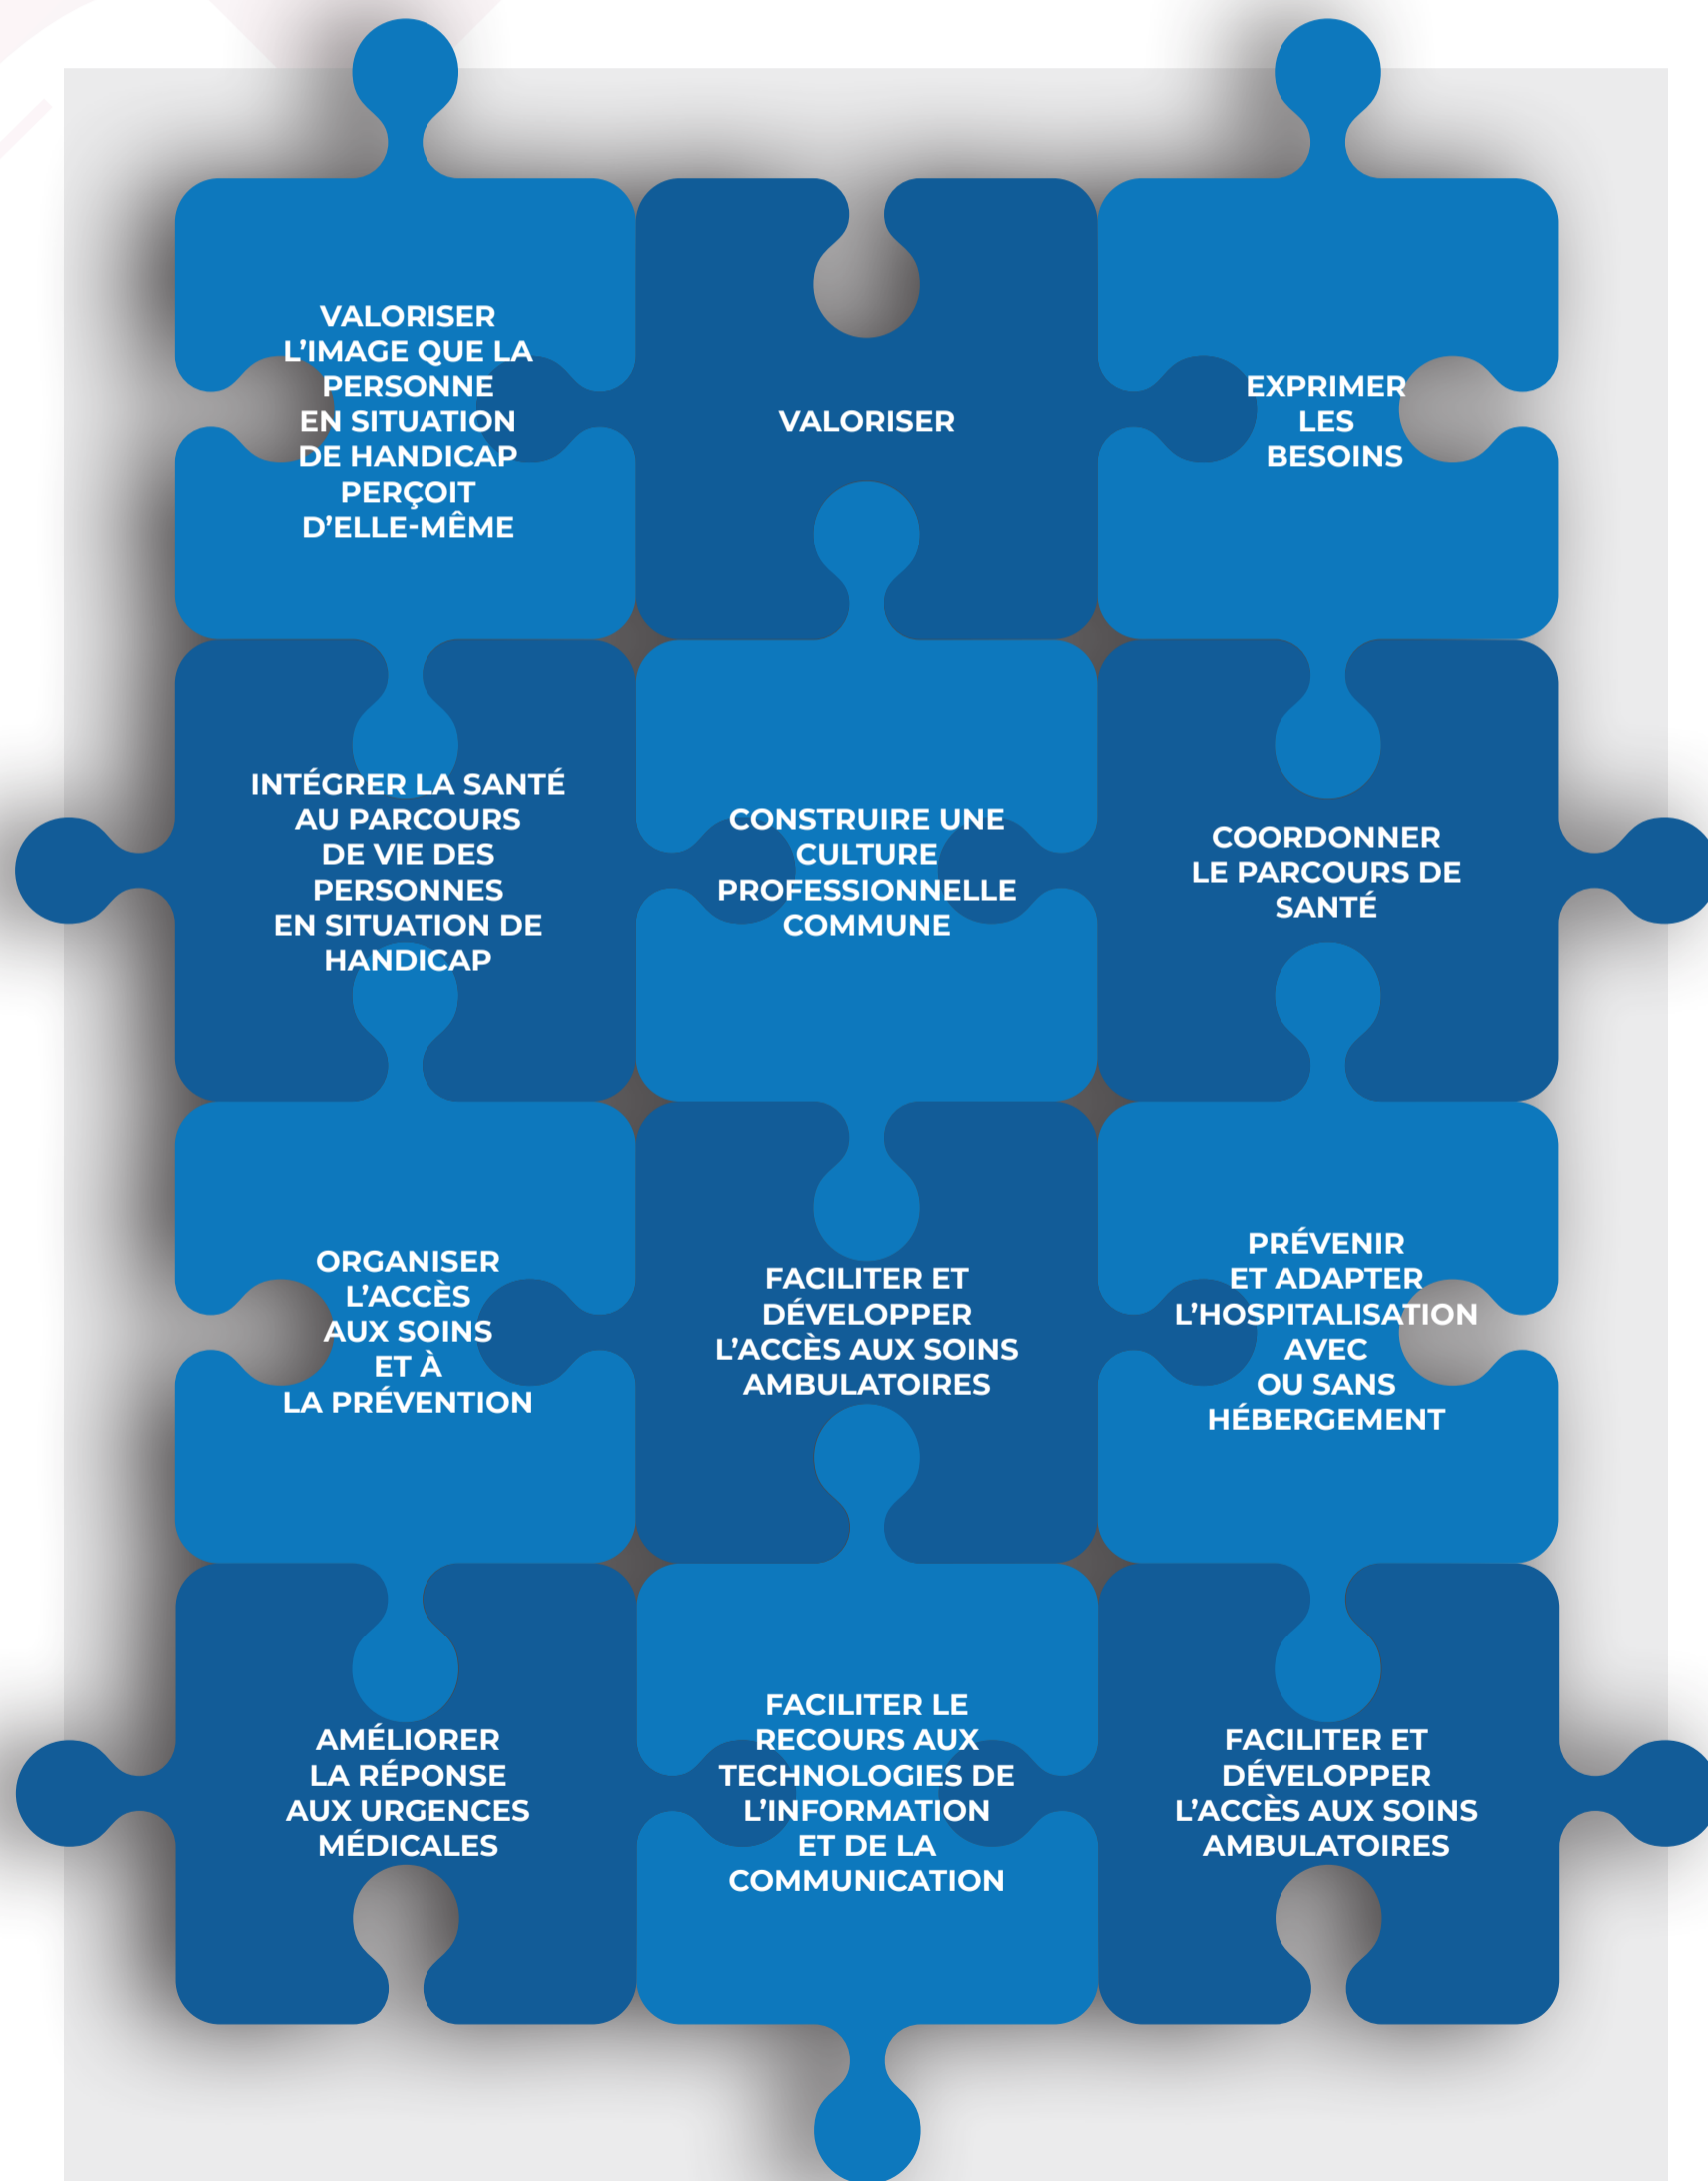 VALORISER
L'IMAGE QUE LA
PERSONNE
EN SITUATION
DE HANDICAP
PERÇOIT
D'ELLE-MÊME
VALORISER
EXPRIMER
LES
BESOINS
INTÉGRER LA SANTÉ
AU PARCOURS
DE VIE DES
PERSONNES
EN SITUATION DE
HANDICAP
CONSTRUIRE UNE
CULTURE
PROFESSIONNELLE
COMMUNE
COORDONNER
LE PARCOURS DE
SANTÉ
ORGANISER
L'ACCÈS
AUX SOINS
ET À
LA PRÉVENTION
FACILITER ET
DÉVELOPPER
L'ACCÈS AUX SOINS
AMBULATOIRES
PRÉVENIR
ET ADAPTER
L'HOSPITALISATION
AVEC
OU SANS
HÉBERGEMENT
AMÉLIORER
LA RÉPONSE
AUX URGENCES
MÉDICALES
FACILITER LE
RECOURS AUX
TECHNOLOGIES DE
L'INFORMATION
ET DE LA
COMMUNICATION
FACILITER ET
DÉVELOPPER
L'ACCÈS AUX SOINS
AMBULATOIRES